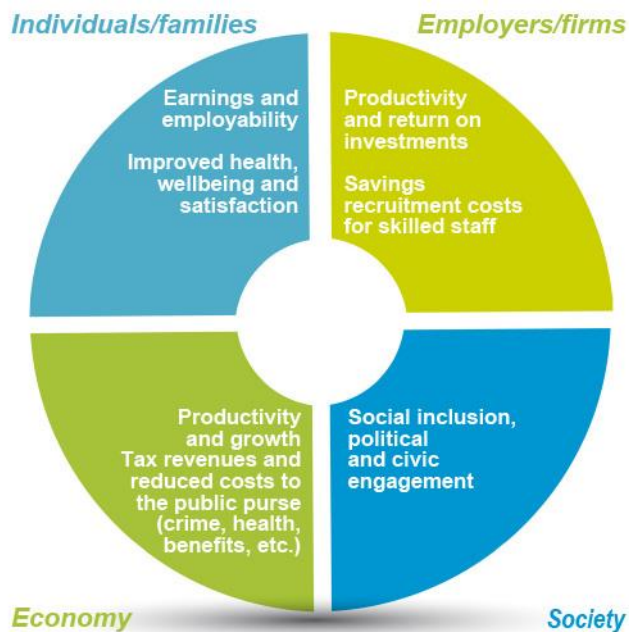 Individuals/families
Employers/firms
Earnings and
employability
Improved health,
wellbeing and
satisfaction
Productivity
and return on
investments
Savings
recruitment costs
for skilled staff
Productivity
and growth
Tax revenues and
reduced costs to
the public purse
(crime, health,
benefits, etc.)
Social inclusion,
political
and civic
engagement
Economy
Society